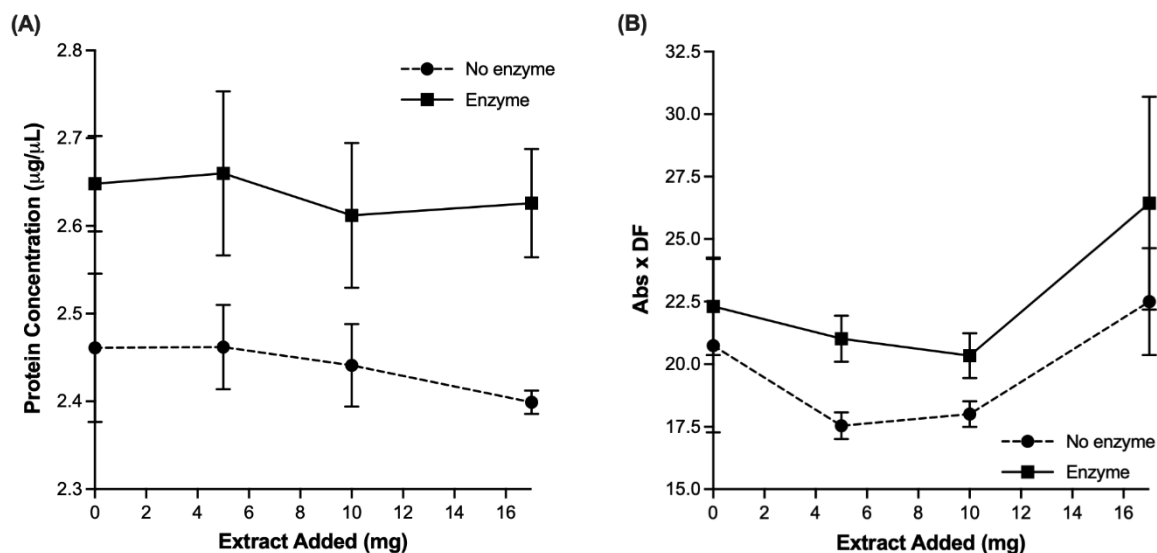 (A)
2.8
2.7
2.6
2.5
2.4
2.3
Protein Concentration (μg/μL)
No enzyme
Enzyme
0 2 4 6 8 10 12 14 16
Extract Added (mg)
(B)
32.5
30.0
27.5
25.0
22.5
20.0
17.5
15.0
Abs x DF
No enzyme
Enzyme
0 2 4 6 8 10 12 14 16
Extract Added (mg)